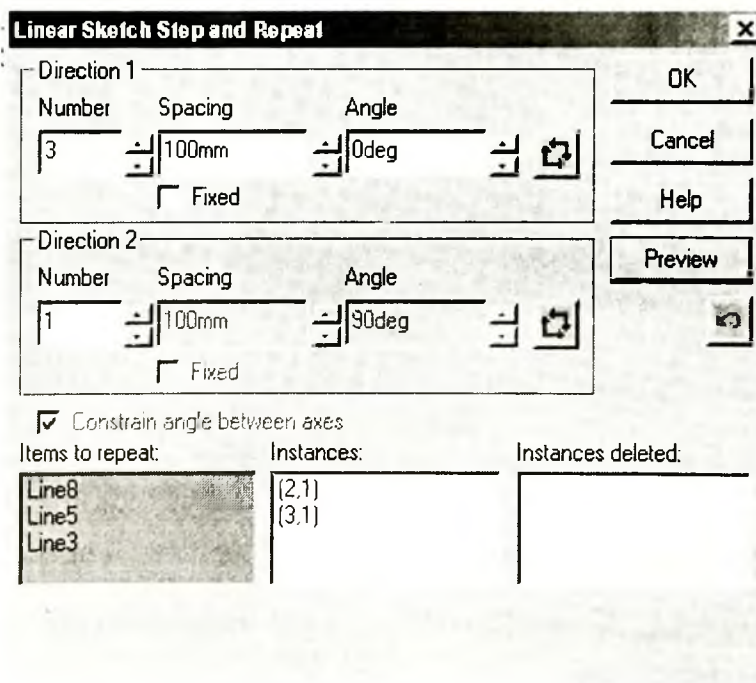 Linear Sketch Step and Repeat
Direction 1
Number Spacing Angle
3 100mm 0deg
Fixed
Direction 2
Number Spacing Angle
1 100mm 90deg
Fixed
Constrain angle between axes
Items to repeat:
Line8
Line5
Line3
Instances:
(2,1)
(3,1)
Instances deleted:
OK
Cancel
Help
Preview